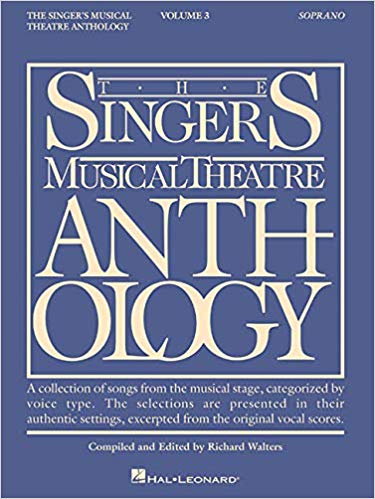 THE SINGER'S MUSICAL
THEATRE ANTHOLOGY
VOLUME 3
SOPRANO
THE
SINGERS
MUSICAL THEATRE
ANTH-
OLOGY
A collection of songs from the musical stage, categorized by
voice type. The selections are presented in their
authentic settings, excerpted from the original vocal scores.
Compiled and Edited by Richard Walters
HAL•LEONARD®